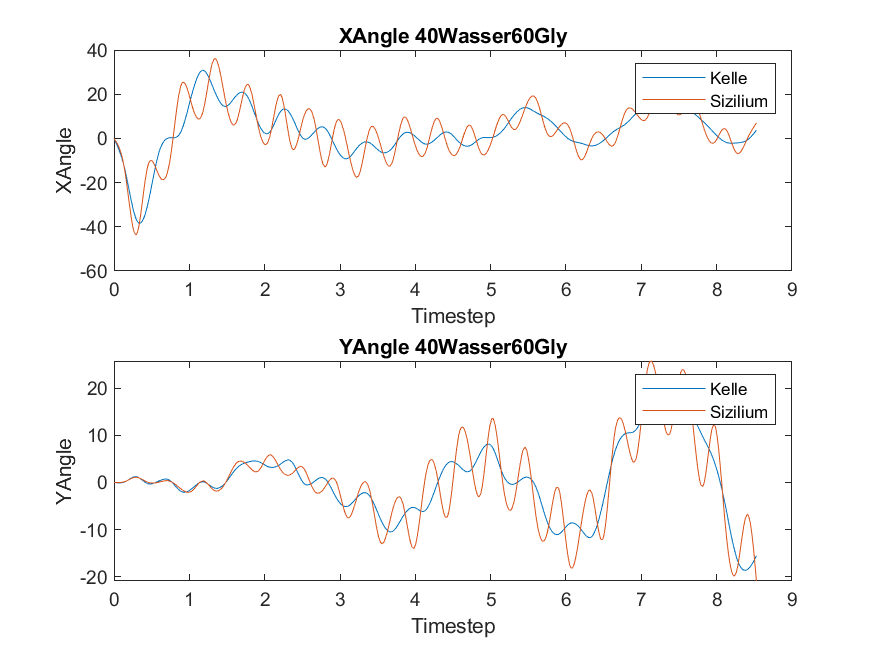 XAngle 40Wasser60Gly
40
20
0
-20
-40
-60
XAngle
Kelle
Sizilium
0 1 2 3 4 5 6 7 8 9
Timestep
YAngle 40Wasser60Gly
20
10
0
-10
-20
YAngle
Kelle
Sizilium
0 1 2 3 4 5 6 7 8 9
Timestep